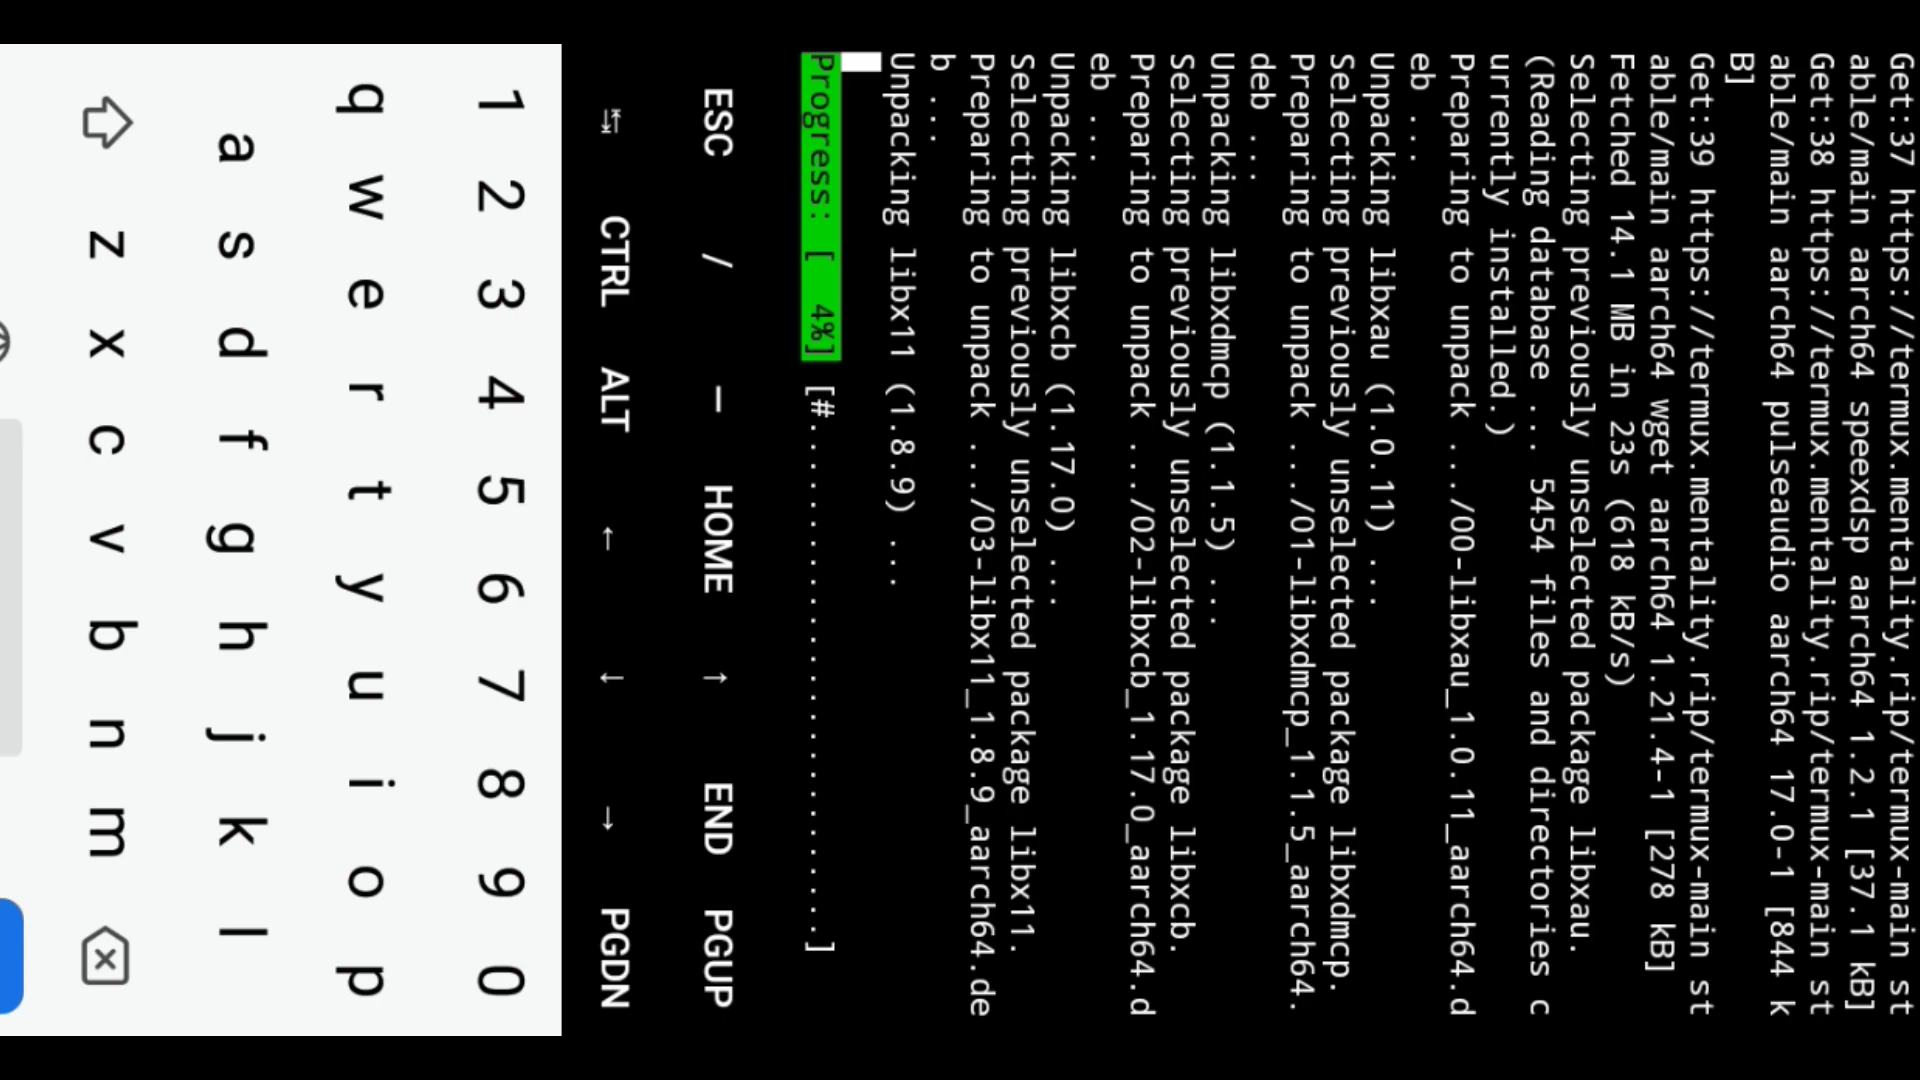 Get:37 https://termux.mentality.rip/termux-main st
able/main aarch64 speexdsp aarch64 1.2.1 [37.1 kB]
Get:38 https://termux.mentality.rip/termux-main st
able/main aarch64 pulseaudio aarch64 17.0-1 [844 k
B]
Get:39 https://termux.mentality.rip/termux-main st
able/main aarch64 wget aarch64 1.21.4-1 [278 kB]
Fetched 14.1 MB in 23s (618 kB/s)
Selecting previously unselected package libxau.
(Reading database ... 5454 files and directories c
urrently installed.)
Preparing to unpack .../00-libxau_1.0.11_aarch64.d
eb ...
Unpacking libxau (1.0.11) ...
Selecting previously unselected package libxdmcp.
Preparing to unpack .../01-libxdmcp_1.1.5_aarch64.
deb ...
Unpacking libxdmcp (1.1.5) ...
Selecting previously unselected package libxcb.
Preparing to unpack .../02-libxcb_1.17.0_aarch64.d
eb ...
Unpacking libxcb (1.17.0) ...
Selecting previously unselected package libx11.
Preparing to unpack .../03-libx11_1.8.9_aarch64.de
b ...
Unpacking libx11 (1.8.9) ...
Progress: [  4%] [#.........................]
ESC / — HOME ↑ END PGUP
↹ CTRL ALT ← ↓ → PGDN
1 2 3 4 5 6 7 8 9 0
q w e r t y u i o p
a s d f g h j k l
z x c v b n m